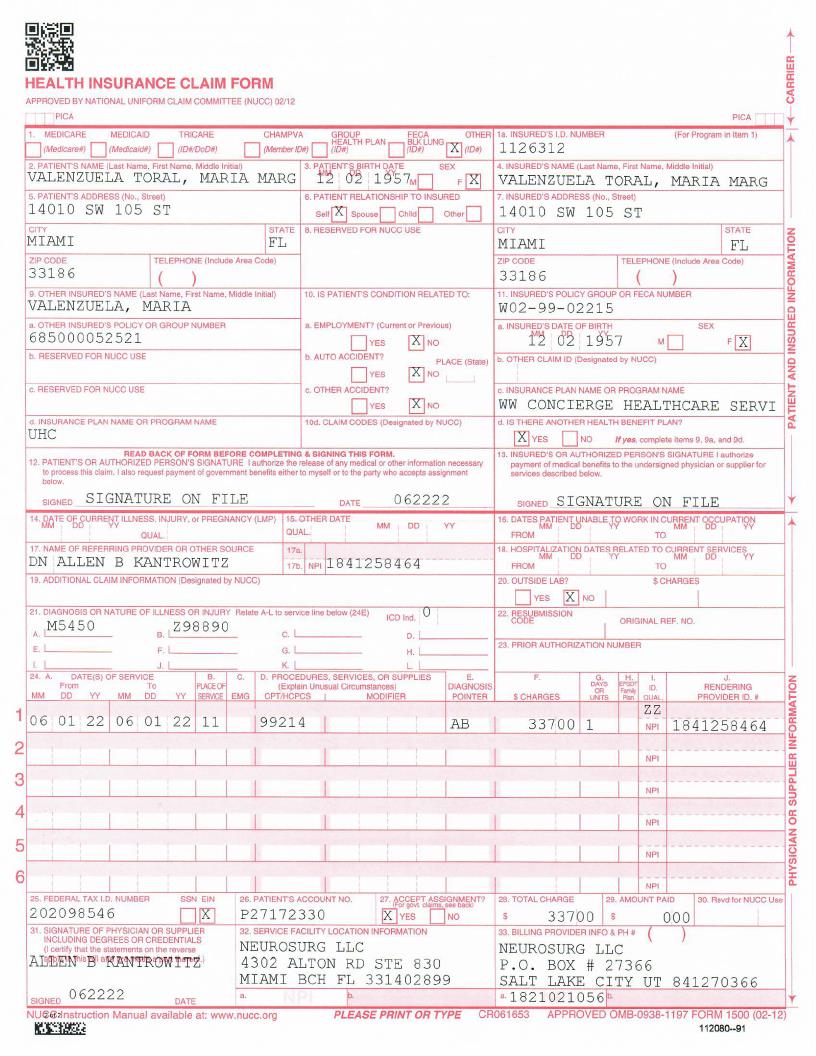 HEALTH INSURANCE CLAIM FORM
APPROVED BY NATIONAL UNIFORM CLAIM COMMITTEE (NUCC) 02/12
PICA PICA
CARRIER
1. MEDICARE MEDICAID TRICARE CHAMPVA GROUP HEALTH PLAN FECA BLK LUNG OTHER
(Medicare#) (Medicaid#) (ID#/DoD#) (Member ID#) (ID#) (ID#) X (ID#)
1a. INSURED'S I.D. NUMBER (For Program in Item 1)
1126312
2. PATIENT'S NAME (Last Name, First Name, Middle Initial)
VALENZUELA TORAL, MARIA MARG
3. PATIENT'S BIRTH DATE SEX
MM DD YY
12 02 1957 M F X
4. INSURED'S NAME (Last Name, First Name, Middle Initial)
VALENZUELA TORAL, MARIA MARG
5. PATIENT'S ADDRESS (No., Street)
14010 SW 105 ST
6. PATIENT RELATIONSHIP TO INSURED
Self X Spouse Child Other
7. INSURED'S ADDRESS (No., Street)
14010 SW 105 ST
CITY STATE
MIAMI FL
8. RESERVED FOR NUCC USE
CITY STATE
MIAMI FL
ZIP CODE TELEPHONE (Include Area Code)
33186 ( )
ZIP CODE TELEPHONE (Include Area Code)
33186 ( )
9. OTHER INSURED'S NAME (Last Name, First Name, Middle Initial)
VALENZUELA, MARIA
10. IS PATIENT'S CONDITION RELATED TO:
11. INSURED'S POLICY GROUP OR FECA NUMBER
W02-99-02215
a. OTHER INSURED'S POLICY OR GROUP NUMBER
685000052521
a. EMPLOYMENT? (Current or Previous)
YES X NO
a. INSURED'S DATE OF BIRTH SEX
MM DD YY
12 02 1957 M F X
b. RESERVED FOR NUCC USE
b. AUTO ACCIDENT? PLACE (State)
YES X NO
b. OTHER CLAIM ID (Designated by NUCC)
c. RESERVED FOR NUCC USE
c. OTHER ACCIDENT?
YES X NO
c. INSURANCE PLAN NAME OR PROGRAM NAME
WW CONCIERGE HEALTHCARE SERVI
d. INSURANCE PLAN NAME OR PROGRAM NAME
UHC
10d. CLAIM CODES (Designated by NUCC)
d. IS THERE ANOTHER HEALTH BENEFIT PLAN?
X YES NO If yes, complete items 9, 9a, and 9d.
PATIENT AND INSURED INFORMATION
READ BACK OF FORM BEFORE COMPLETING & SIGNING THIS FORM.
12. PATIENT'S OR AUTHORIZED PERSON'S SIGNATURE I authorize the release of any medical or other information necessary
to process this claim. I also request payment of government benefits either to myself or to the party who accepts assignment
below.
SIGNED SIGNATURE ON FILE DATE 062222
13. INSURED'S OR AUTHORIZED PERSON'S SIGNATURE I authorize
payment of medical benefits to the undersigned physician or supplier for
services described below.
SIGNED SIGNATURE ON FILE
14. DATE OF CURRENT ILLNESS, INJURY, or PREGNANCY (LMP)
MM DD YY
QUAL.
15. OTHER DATE
QUAL. MM DD YY
16. DATES PATIENT UNABLE TO WORK IN CURRENT OCCUPATION
MM DD YY MM DD YY
FROM TO
17. NAME OF REFERRING PROVIDER OR OTHER SOURCE
DN ALLEN B KANTROWITZ
17a.
17b. NPI 1841258464
18. HOSPITALIZATION DATES RELATED TO CURRENT SERVICES
MM DD YY MM DD YY
FROM TO
19. ADDITIONAL CLAIM INFORMATION (Designated by NUCC)
20. OUTSIDE LAB? $ CHARGES
YES X NO
21. DIAGNOSIS OR NATURE OF ILLNESS OR INJURY Relate A-L to service line below (24E) ICD Ind. 0
A. M5450 B. Z98890 C. D.
E. F. G. H.
I. J. K. L.
22. RESUBMISSION CODE ORIGINAL REF. NO.
23. PRIOR AUTHORIZATION NUMBER
24. A. DATE(S) OF SERVICE B. C. D. PROCEDURES, SERVICES, OR SUPPLIES E. F. G. H. I. J.
From To PLACE OF (Explain Unusual Circumstances) DIAGNOSIS DAYS OR UNITS EPSDT Family Plan ID. RENDERING
MM DD YY MM DD YY SERVICE EMG CPT/HCPCS MODIFIER POINTER $ CHARGES QUAL. PROVIDER ID. #
ZZ
1 06 01 22 06 01 22 11 99214 AB 33700 1 NPI 1841258464
2 NPI
3 NPI
4 NPI
5 NPI
6 NPI
PHYSICIAN OR SUPPLIER INFORMATION
25. FEDERAL TAX I.D. NUMBER SSN EIN
202098546 X
26. PATIENT'S ACCOUNT NO.
P27172330
27. ACCEPT ASSIGNMENT?
(For govt. claims, see back)
X YES NO
28. TOTAL CHARGE
$ 33700
29. AMOUNT PAID
$ 000
30. Rsvd for NUCC Use
31. SIGNATURE OF PHYSICIAN OR SUPPLIER
INCLUDING DEGREES OR CREDENTIALS
(I certify that the statements on the reverse
ALLEN B KANTROWITZ
SIGNED 062222 DATE
32. SERVICE FACILITY LOCATION INFORMATION
NEUROSURG LLC
4302 ALTON RD STE 830
MIAMI BCH FL 331402899
a. NPI b.
33. BILLING PROVIDER INFO & PH # ( )
NEUROSURG LLC
P.O. BOX # 27366
SALT LAKE CITY UT 841270366
a. 1821021056 b.
NUCC Instruction Manual available at: www.nucc.org PLEASE PRINT OR TYPE CR061653 APPROVED OMB-0938-1197 FORM 1500 (02-12)
112080--91